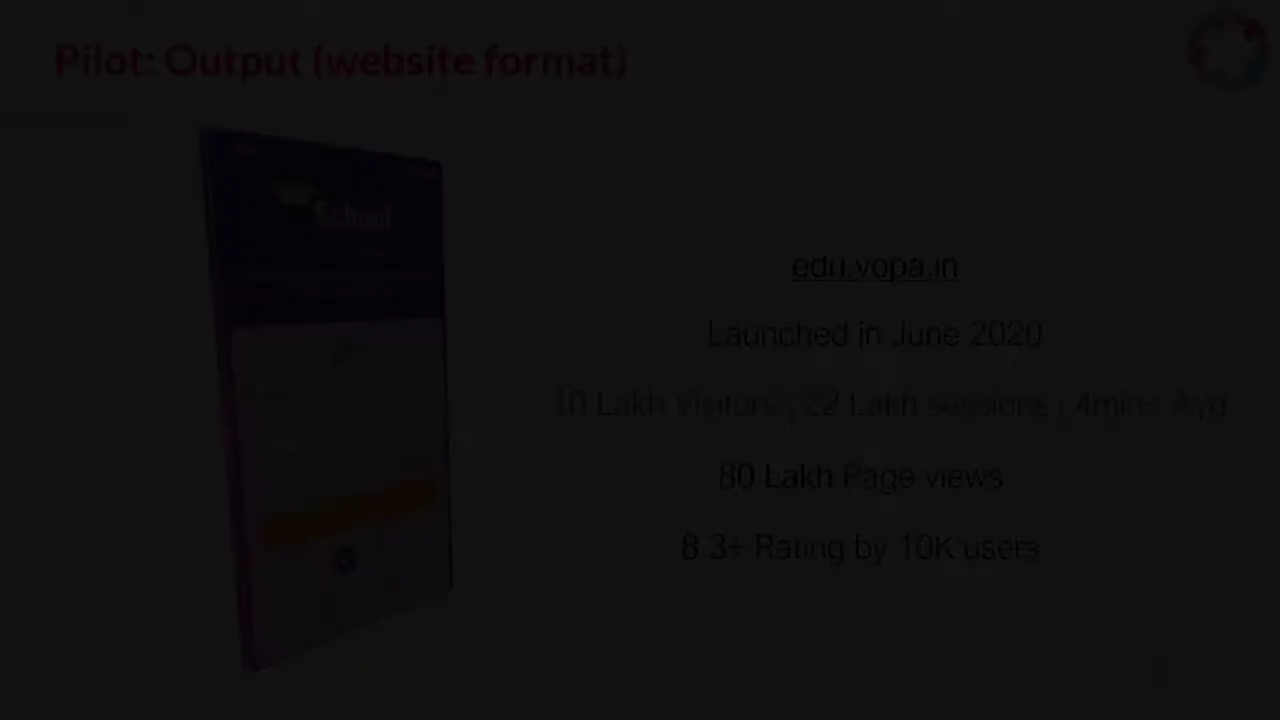 Pilot: Output (website format)
School
edu.vopa.in
Launched in June 2020
10 Lakh Visitors | 22 Lakh sessions | 4mins Avg
80 Lakh Page views
8.3+ Rating by 10K users